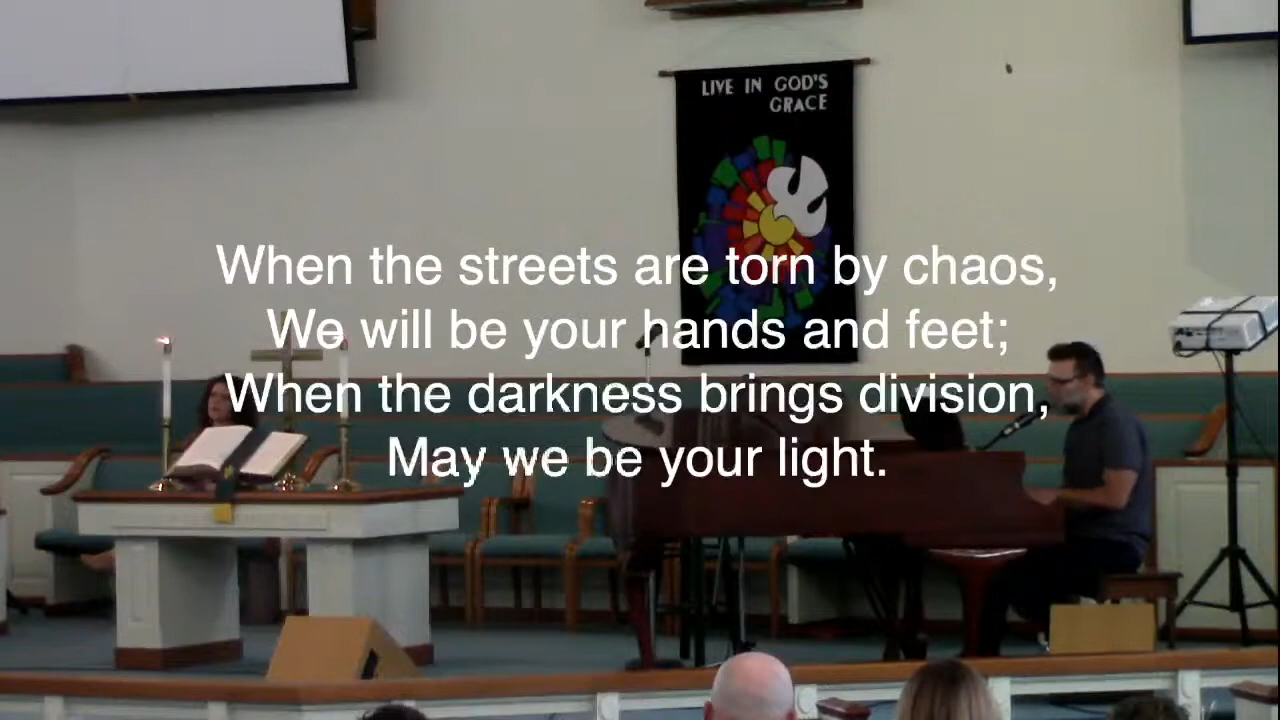 LIVE IN GOD'S
GRACE
When the streets are torn by chaos,
We will be your hands and feet;
When the darkness brings division,
May we be your light.